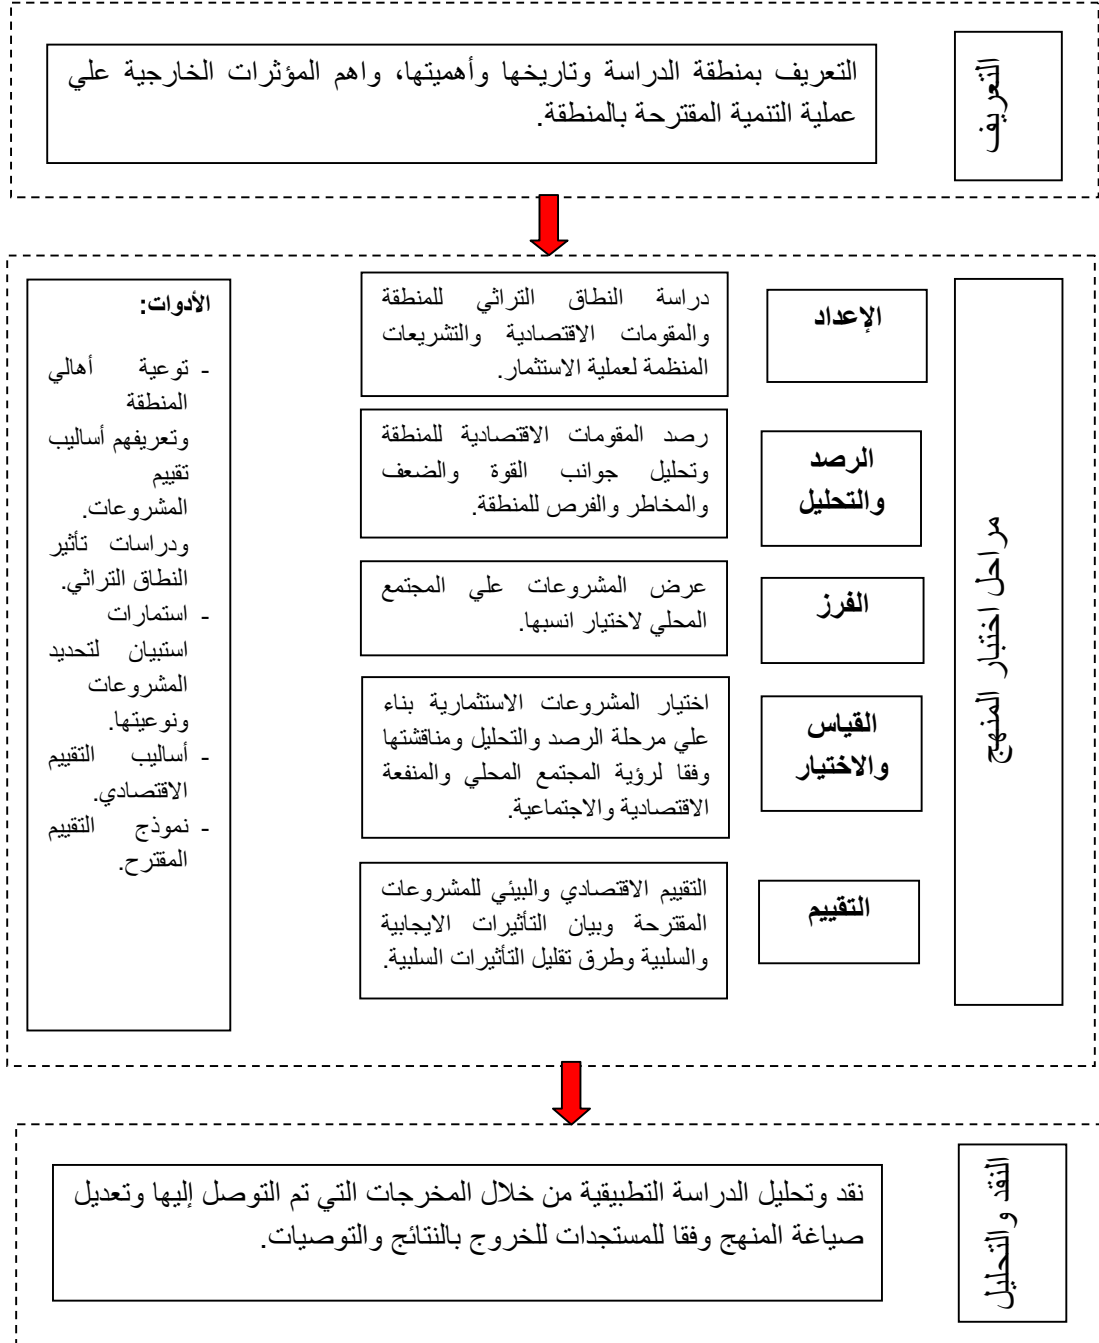 التعريف
التعريف بمنطقة الدراسة وتاريخها وأهميتها، واهم المؤثرات الخارجية علي
عملية التنمية المقترحة بالمنطقة.
مراحل اختبار المنهج
الإعداد
دراسة النطاق التراثي للمنطقة
والمقومات الاقتصادية والتشريعات
المنظمة لعملية الاستثمار.
الرصد
والتحليل
رصد المقومات الاقتصادية للمنطقة
وتحليل جوانب القوة والضعف
والمخاطر والفرص للمنطقة.
الفرز
عرض المشروعات علي المجتمع
المحلي لاختيار انسبها.
القياس
والاختيار
اختيار المشروعات الاستثمارية بناء
علي مرحلة الرصد والتحليل ومناقشتها
وفقا لرؤية المجتمع المحلي والمنفعة
الاقتصادية والاجتماعية.
التقييم
التقييم الاقتصادي والبيئي للمشروعات
المقترحة وبيان التأثيرات الايجابية
والسلبية وطرق تقليل التأثيرات السلبية.
الأدوات:
- توعية أهالي
المنطقة
وتعريفهم أساليب
تقييم
المشروعات.
ودراسات تأثير
النطاق التراثي.
- استمارات
استبيان لتحديد
المشروعات
ونوعيتها.
- أساليب التقييم
الاقتصادي.
- نموذج التقييم
المقترح.
النقد والتحليل
نقد وتحليل الدراسة التطبيقية من خلال المخرجات التي تم التوصل إليها وتعديل
صياغة المنهج وفقا للمستجدات للخروج بالنتائج والتوصيات.